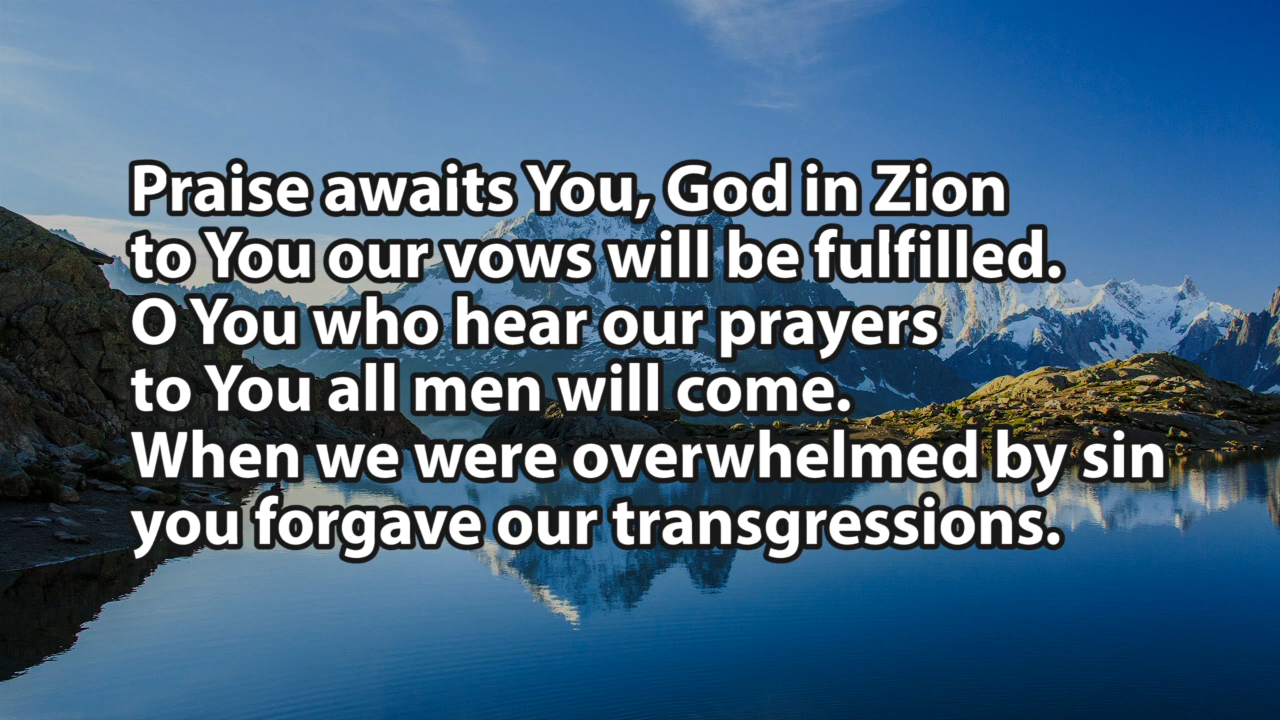 Praise awaits You, God in Zion
to You our vows will be fulfilled.
O You who hear our prayers
to You all men will come.
When we were overwhelmed by sin
you forgave our transgressions.